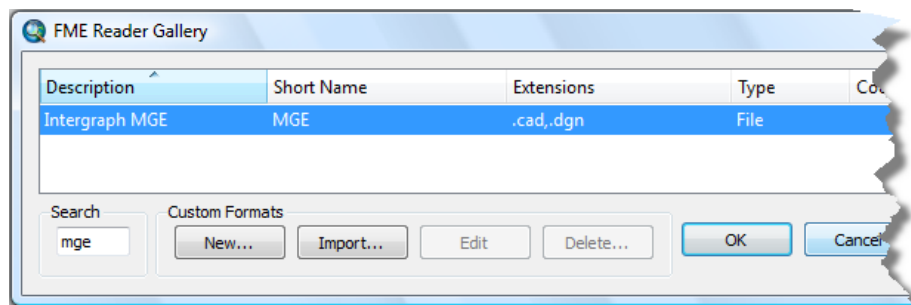 FME Reader Gallery
Description Short Name Extensions Type
Intergraph MGE MGE .cad,.dgn File
Search Custom Formats
mge New... Import... Edit Delete... OK Cancel